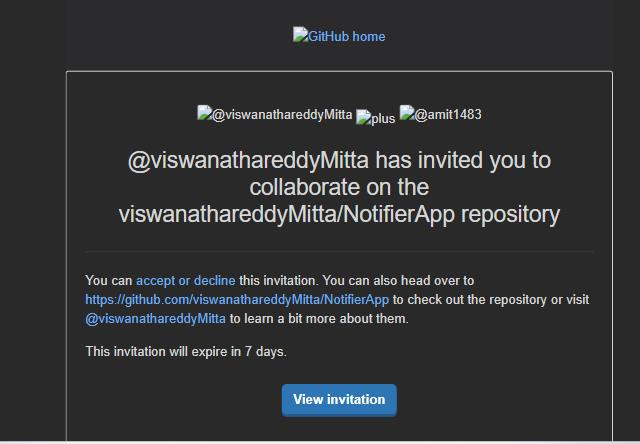 GitHub home
@viswanathareddyMitta plus @amit1483
@viswanathareddyMitta has invited you to
collaborate on the
viswanathareddyMitta/NotifierApp repository
You can accept or decline this invitation. You can also head over to
https://github.com/viswanathareddyMitta/NotifierApp to check out the repository or visit
@viswanathareddyMitta to learn a bit more about them.
This invitation will expire in 7 days.
View invitation